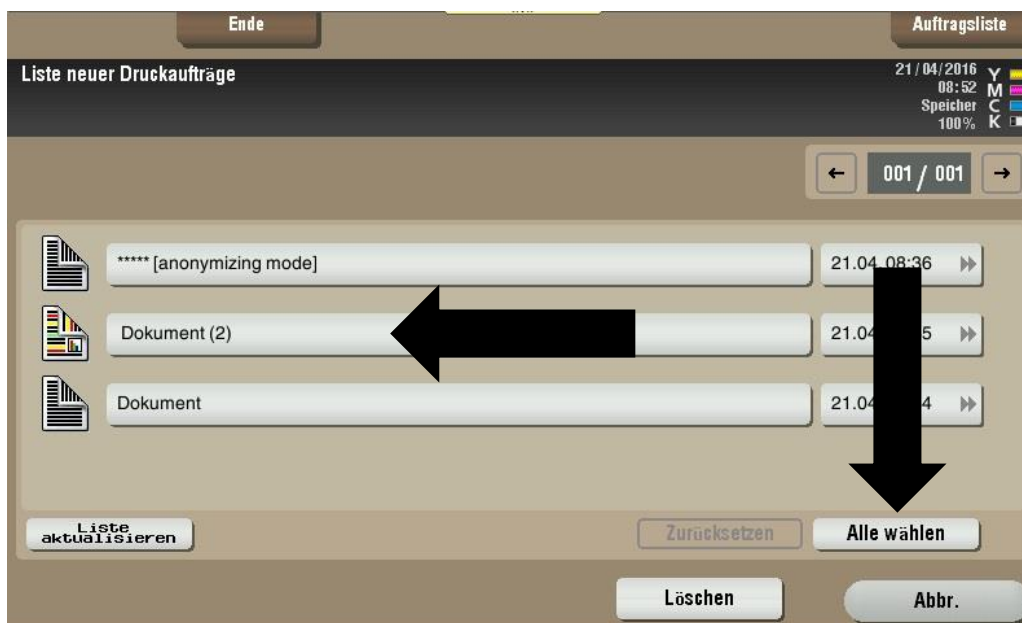 Ende
Auftragsliste
Liste neuer Druckaufträge
21/04/2016
08:52
Speicher
100%
Y
M
C
K
← 001 / 001 →
***** [anonymizing mode]
21.04 08:36
Dokument (2)
21.04 5
Dokument
21.04 4
Liste
aktualisieren
Zurücksetzen
Alle wählen
Löschen
Abbr.